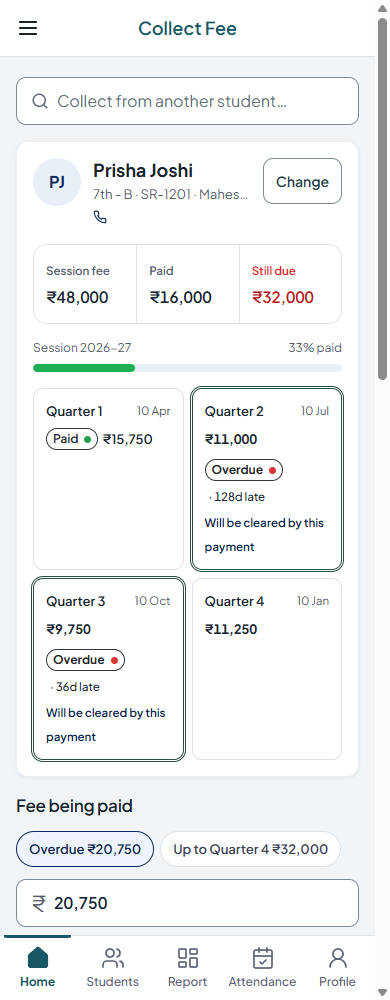 Collect Fee
Collect from another student…
PJ
Prisha Joshi
7th - B · SR-1201 · Mahes…
Change
Session fee
₹48,000
Paid
₹16,000
Still due
₹32,000
Session 2026–27
33% paid
Quarter 1
10 Apr
Paid
₹15,750
Quarter 2
10 Jul
₹11,000
Overdue
· 128d late
Will be cleared by this
payment
Quarter 3
10 Oct
₹9,750
Overdue
· 36d late
Will be cleared by this
payment
Quarter 4
10 Jan
₹11,250
Fee being paid
Overdue ₹20,750
Up to Quarter 4 ₹32,000
₹ 20,750
Home
Students
Report
Attendance
Profile